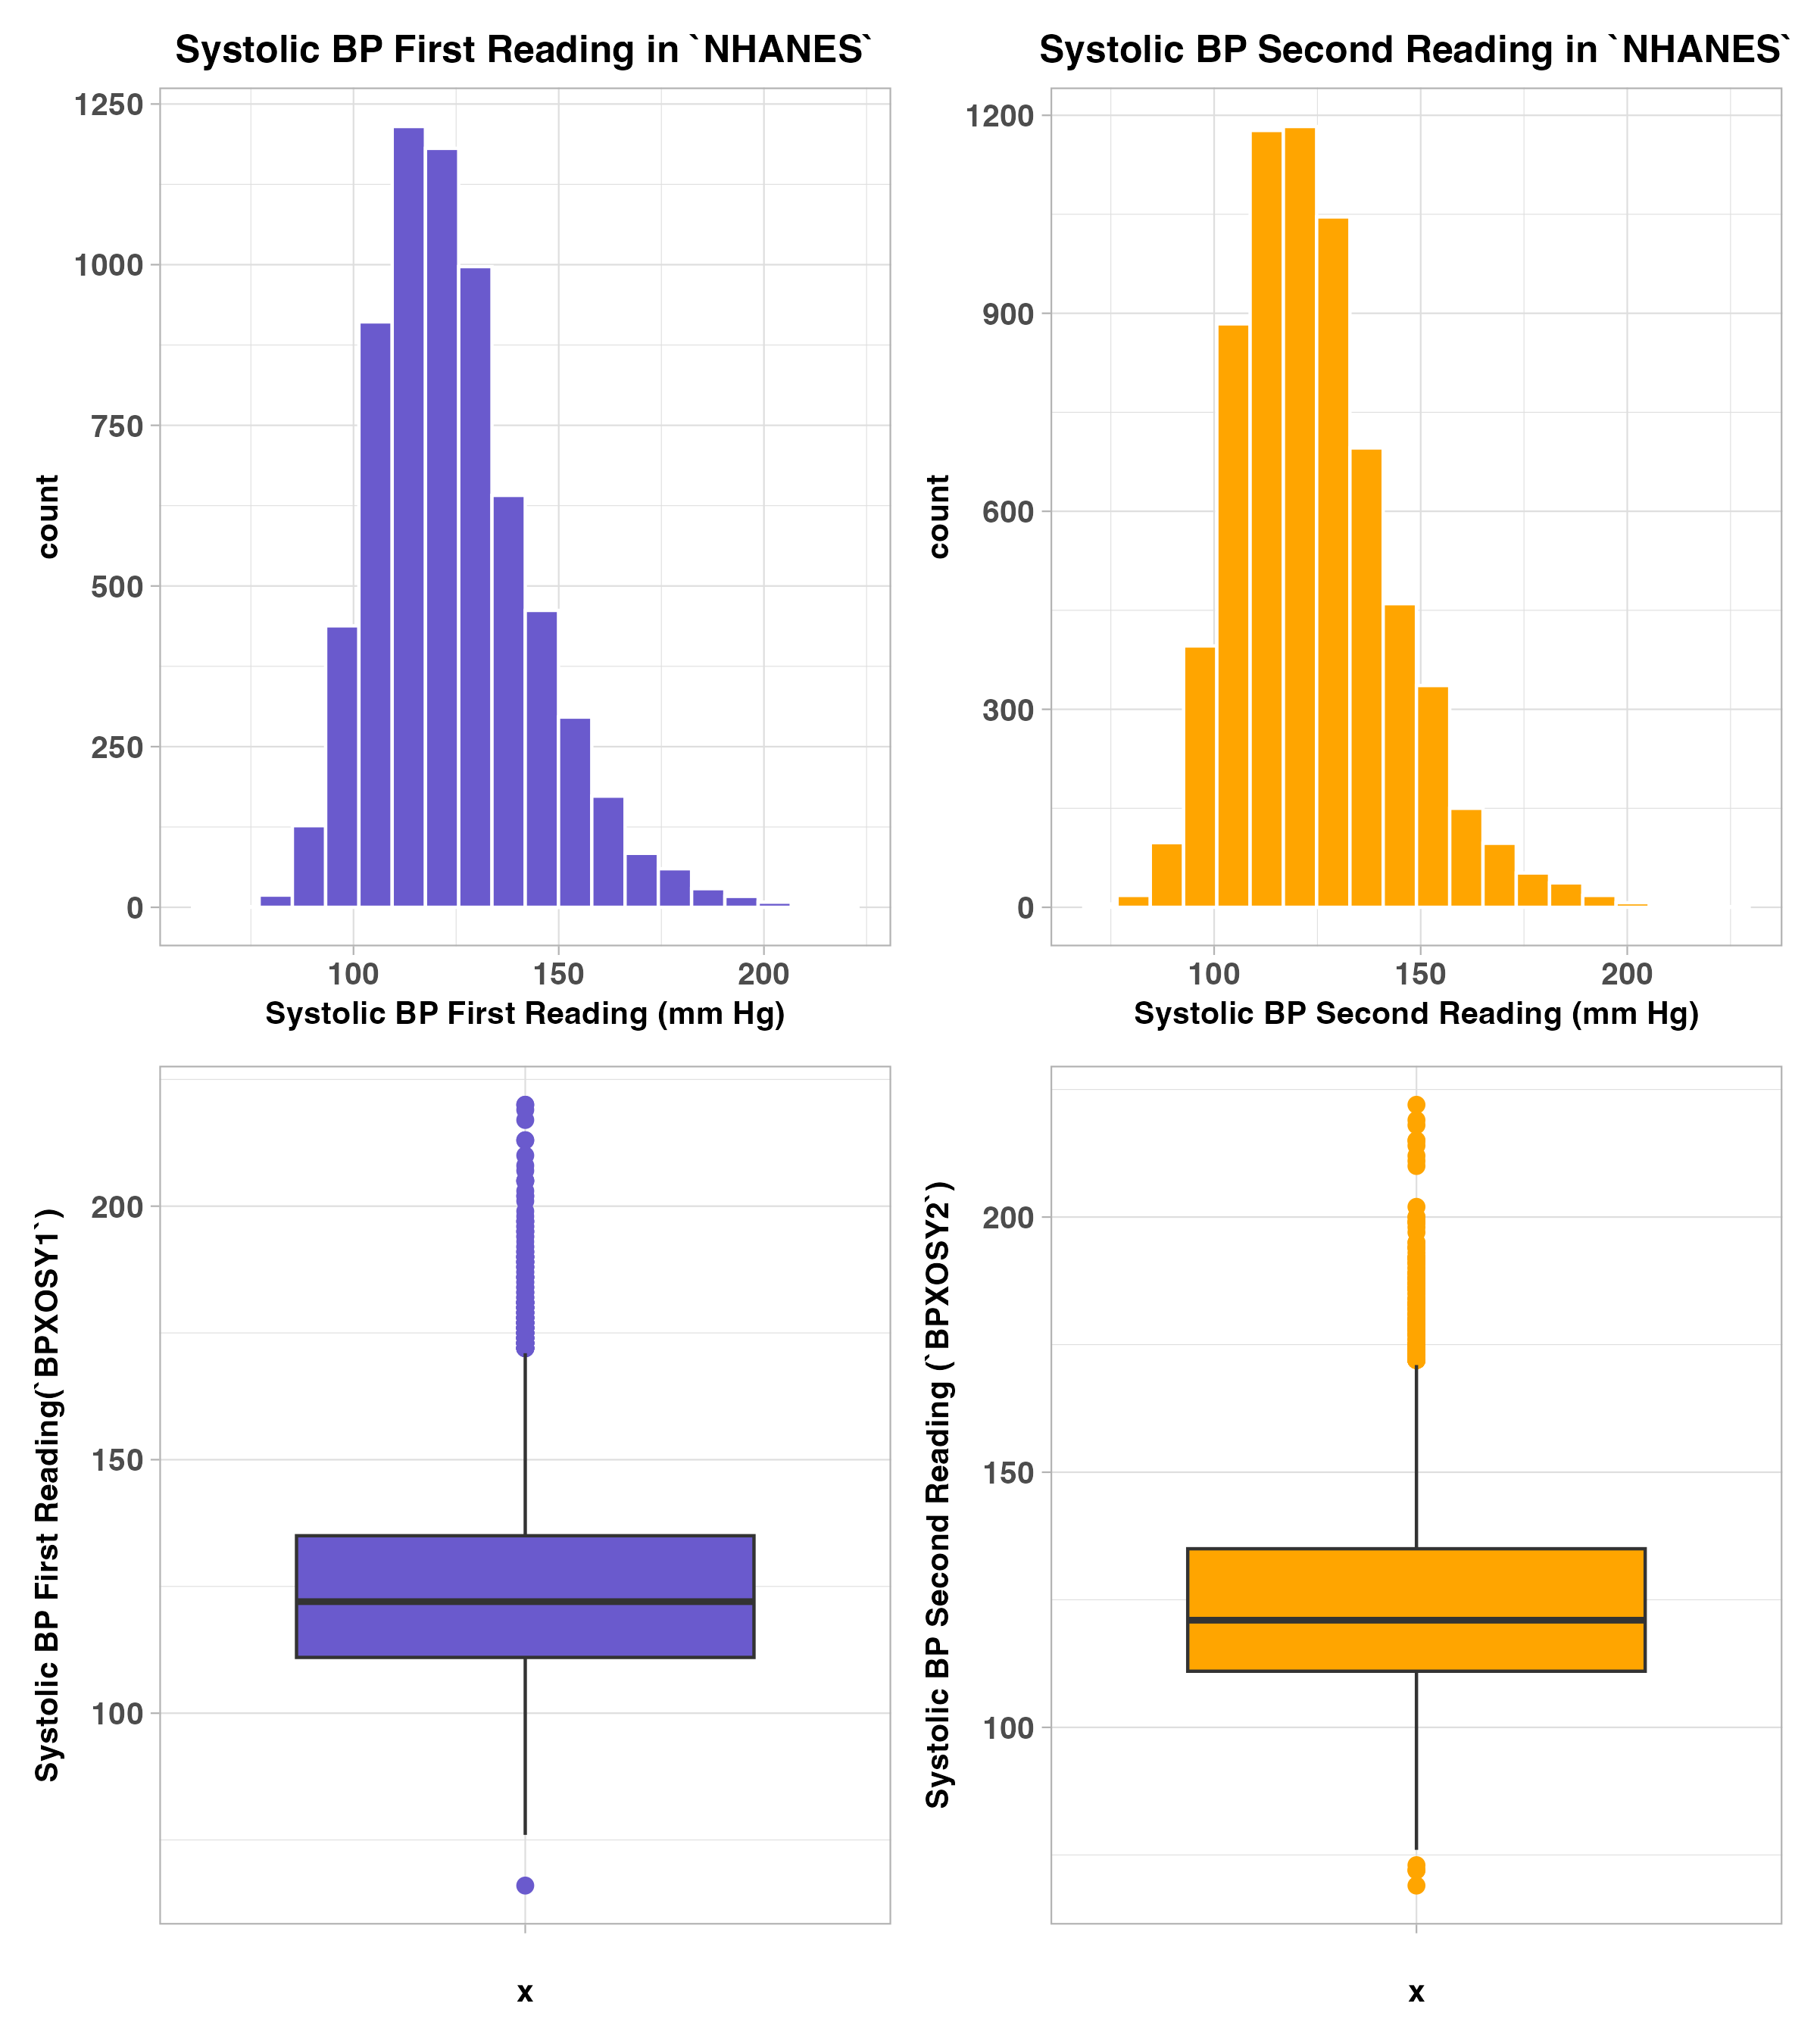 Systolic BP First Reading in `NHANES`
1250
1000
750
500
250
0
count
100 150 200
Systolic BP First Reading (mm Hg)
Systolic BP Second Reading in `NHANES`
1200
900
600
300
0
count
100 150 200
Systolic BP Second Reading (mm Hg)
200
150
100
Systolic BP First Reading(`BPXOSY1`)
x
200
150
100
Systolic BP Second Reading (`BPXOSY2`)
x